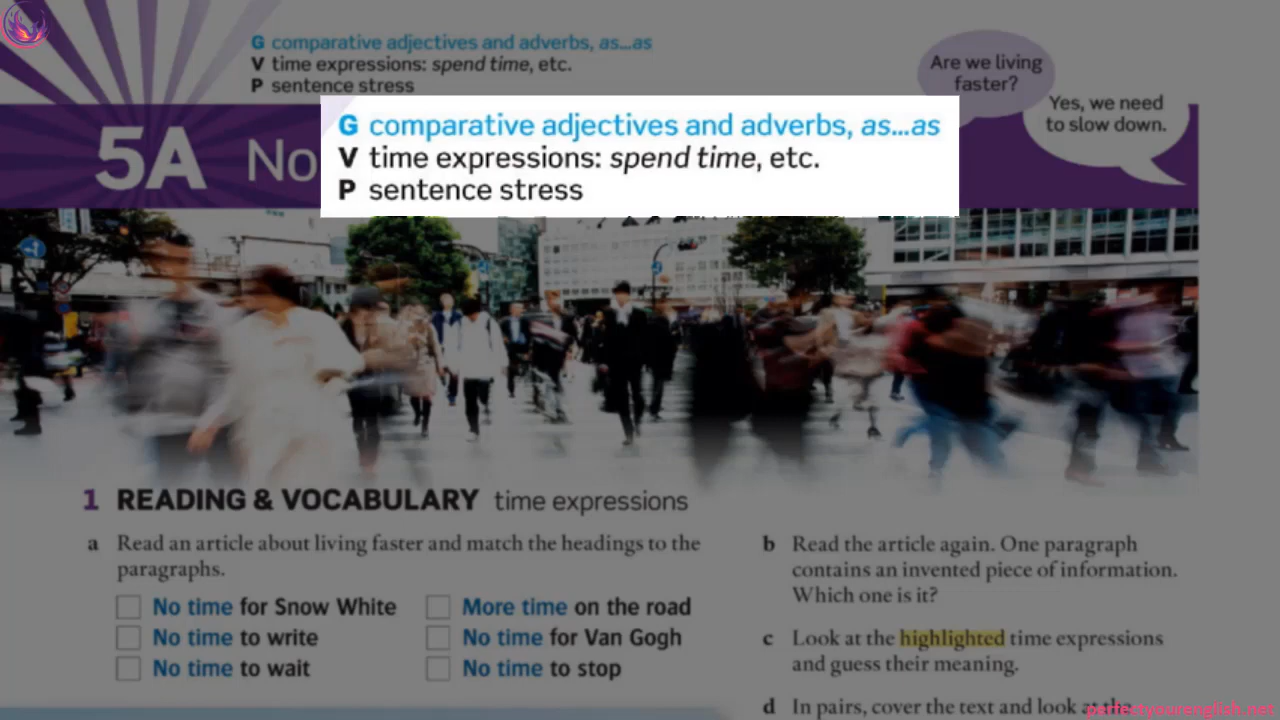 G comparative adjectives and adverbs, as...as
V time expressions: spend time, etc.
P sentence stress
Are we living
faster?
Yes, we need
to slow down.
G comparative adjectives and adverbs, as...as
V time expressions: spend time, etc.
P sentence stress
5A No
1 READING & VOCABULARY time expressions
a Read an article about living faster and match the headings to the
paragraphs.
No time for Snow White
More time on the road
No time to write
No time for Van Gogh
No time to wait
No time to stop
b Read the article again. One paragraph
contains an invented piece of information.
Which one is it?
c Look at the highlighted time expressions
and guess their meaning.
d In pairs, cover the text and look at the
perfectyourenglish.net